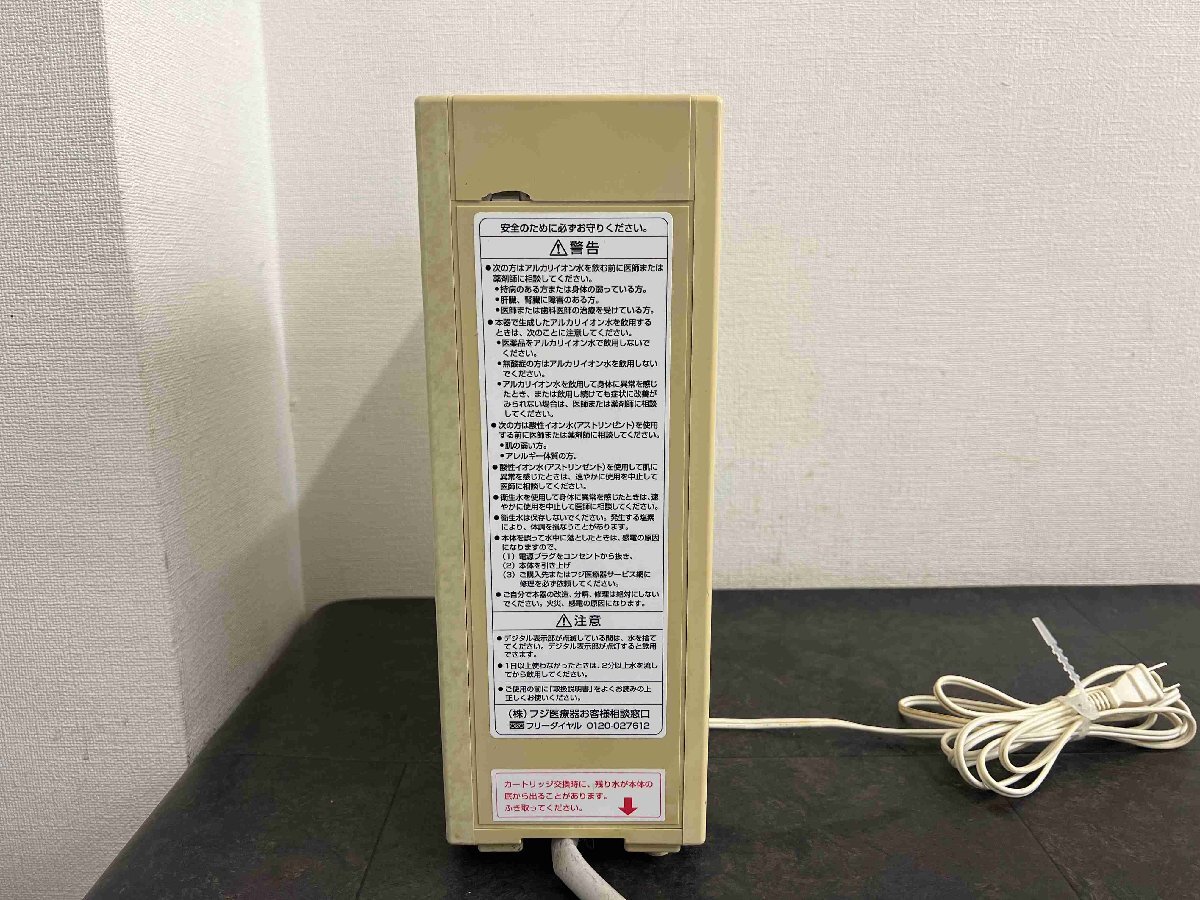 安全のために必ずお守りください。
⚠警告
●次の方はアルカリイオン水を飲む前に医師または
薬剤師に相談してください。
•持病のある方または身体の弱っている方。
•肝臓、腎臓に障害のある方。
•医師または歯科医師の治療を受けている方。
●本器で生成したアルカリイオン水を飲用する
ときは、次のことに注意してください。
•医薬品をアルカリイオン水で飲用しないで
ください。
•無酸症の方はアルカリイオン水を飲用しない
でください。
•アルカリイオン水を飲用して身体に異常を感じ
たとき、または飲用し続けても症状に改善が
みられない場合は、医師または薬剤師に相談
してください。
●次の方は酸性イオン水(アストリンゼント)を使用
する前に医師または薬剤師に相談してください。
•肌の弱い方。
•アレルギー体質の方。
●酸性イオン水(アストリンゼント)を使用して肌に
異常を感じたときは、速やかに使用を中止して
医師に相談してください。
●衛生水を使用して身体に異常を感じたときは、速
やかに使用を中止して医師に相談してください。
●衛生水は保存しないでください。発生する塩素
により、体調を損なうことがあります。
●本体を誤って水中に落としたときは、感電の原因
になりますので、
(1) 電源プラグをコンセントから抜き、
(2) 本体を引き上げ
(3) ご購入先またはフジ医療器サービス網に
修理を必ず依頼してください。
●ご自分で本器の改造、分解、修理は絶対にしない
でください。火災、感電の原因になります。
⚠注意
●デジタル表示部が点滅している間は、水を捨て
てください。デジタル表示部が点灯すると飲用
できます。
●1日以上使わなかったときは、2分以上水を流し
てから飲用してください。
●ご使用の前に「取扱説明書」をよくお読みの上
正しくお使いください。
(株)フジ医療器お客様相談窓口
フリーダイヤル 0120-027612
カートリッジ交換時に、残り水が本体の
底から出ることがあります。
ふき取ってください。